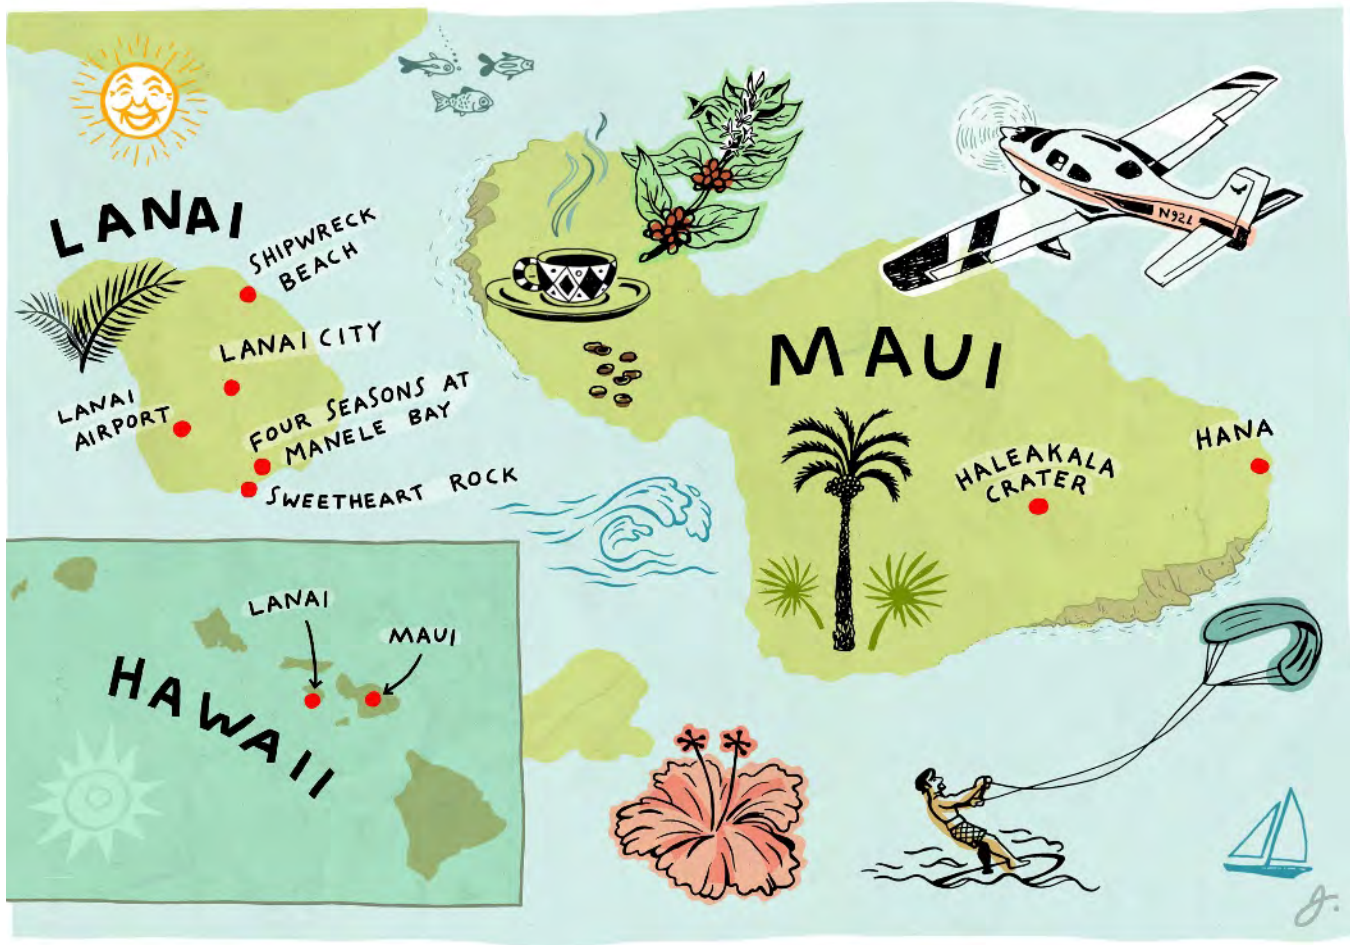 LANAI
SHIPWRECK
BEACH
LANAI CITY
LANAI
AIRPORT
FOUR SEASONS AT
MANELE BAY
SWEETHEART ROCK
MAUI
HALEAKALA
CRATER
HANA
N92L
HAWAII
LANAI
MAUI
J.